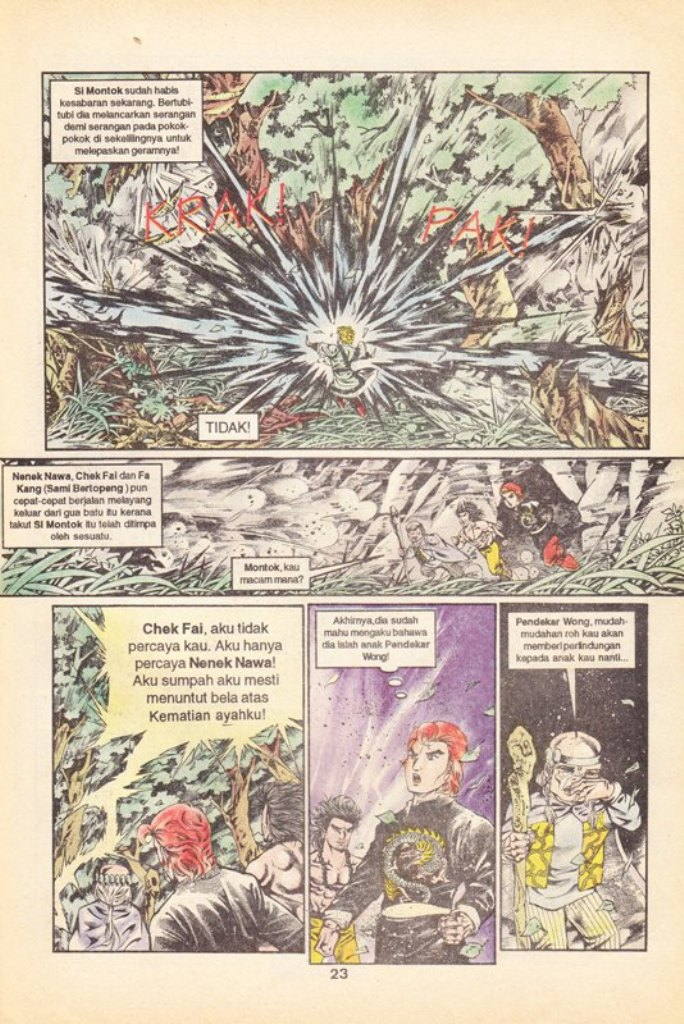 Si Montok sudah habis
kesabaran sekarang. Bertubi-
tubi dia melancarkan serangan
demi serangan pada pokok-
pokok di sekelilingnya untuk
melepaskan geramnya!
KRAK!
PAK!
TIDAK!
Nenek Nawa, Chek Fai dan Fa
Kang (Sami Bertopeng) pun
cepat-cepat berjalan melayang
keluar dari gua batu itu kerana
takut SI Montok itu telah ditimpa
oleh sesuatu.
Montok, kau
macam mana?
Chek Fai, aku tidak
percaya kau. Aku hanya
percaya Nenek Nawa!
Aku sumpah aku mesti
menuntut bela atas
Kematian ayahku!
Akhirnya,dia sudah
mahu mengaku bahawa
dia ialah anak Pendekar
Wong!
Pendekar Wong, mudah-
mudahan roh kau akan
memberi perlindungan
kepada anak kau nanti...
23